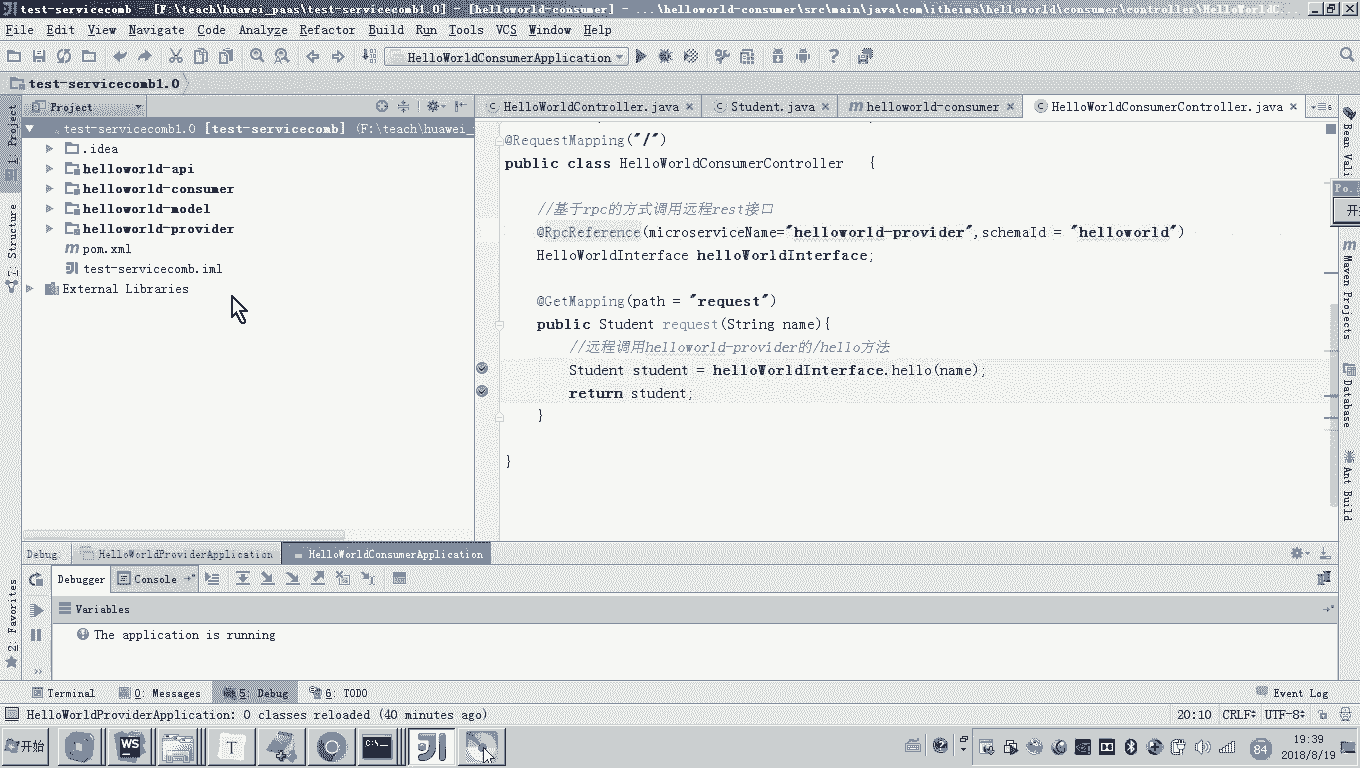 test-servicecomb - [F:\teach\huawei_paas\test-servicecomb1.0] - [helloworld-consumer] - ...\helloworld-consumer\src\main\java\com\itheima\helloworld\consumer\controller\HelloWorldC
File Edit View Navigate Code Analyze Refactor Build Run Tools VCS Window Help
HelloWorldConsumerApplication
test-servicecomb1.0
Project
HelloWorldController.java
Student.java
helloworld-consumer
HelloWorldConsumerController.java
1: Project
7: Structure
2: Favorites
test-servicecomb1.0 [test-servicecomb] (F:\teach\huawei_
.idea
helloworld-api
helloworld-consumer
helloworld-model
helloworld-provider
pom.xml
test-servicecomb.iml
External Libraries
@RequestMapping("/")
public class HelloWorldConsumerController {
//基于rpc的方式调用远程rest接口
@RpcReference(microserviceName="helloworld-provider",schemaId = "helloworld")
HelloWorldInterface helloWorldInterface;
@GetMapping(path = "request")
public Student request(String name){
//远程调用helloworld-provider的/hello方法
Student student = helloWorldInterface.hello(name);
return student;
}
}
Bean Vali
Po..
开
Maven Projects
Database
Ant Build
Debug
HelloWorldProviderApplication
HelloWorldConsumerApplication
Debugger
Console
Variables
The application is running
Terminal
0: Messages
5: Debug
6: TODO
Event Log
HelloWorldProviderApplication: 0 classes reloaded (40 minutes ago)
20:10 CRLF UTF-8
开始
WS
T
C:\
84
19:39
2018/8/19